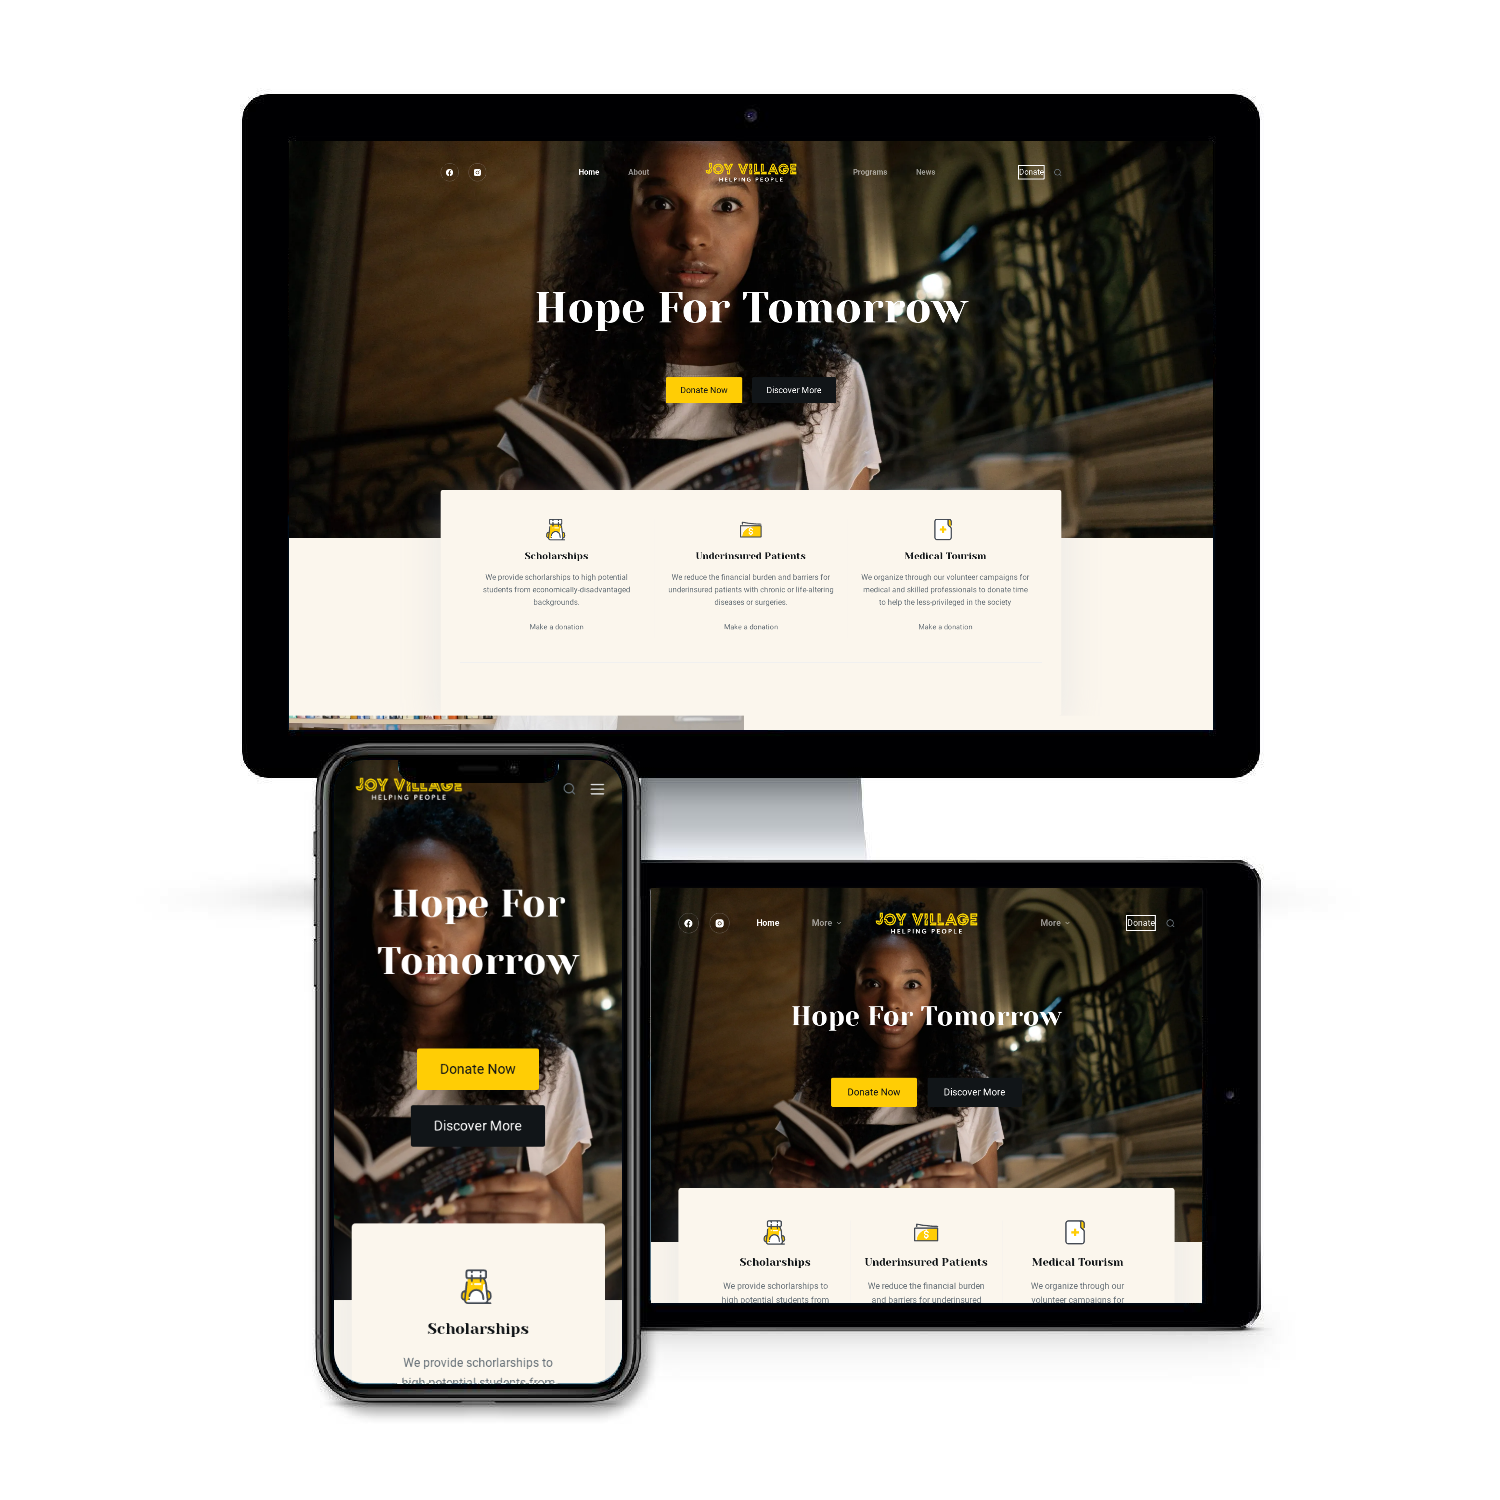 Home About JOY VILLAGE Programs News Donate
HELPING PEOPLE
Hope For Tomorrow
Donate Now Discover More
Scholarships Underinsured Patients Medical Tourism
We provide schorlarships to high potential We reduce the financial burden and barriers for We organize through our volunteer campaigns for
students from economically-disadvantaged underinsured patients with chronic or life-altering medical and skilled professionals to donate time
backgrounds. diseases or surgeries. to help the less-privileged in the society
Make a donation Make a donation Make a donation
JOY VILLAGE
HELPING PEOPLE
Hope For
Tomorrow
Donate Now
Discover More
Scholarships
We provide schorlarships to
high potential students from
Home More JOY VILLAGE More Donate
HELPING PEOPLE
Hope For Tomorrow
Donate Now Discover More
Scholarships Underinsured Patients Medical Tourism
We provide schorlarships to We reduce the financial burden We organize through our
high potential students from and barriers for underinsured volunteer campaigns for